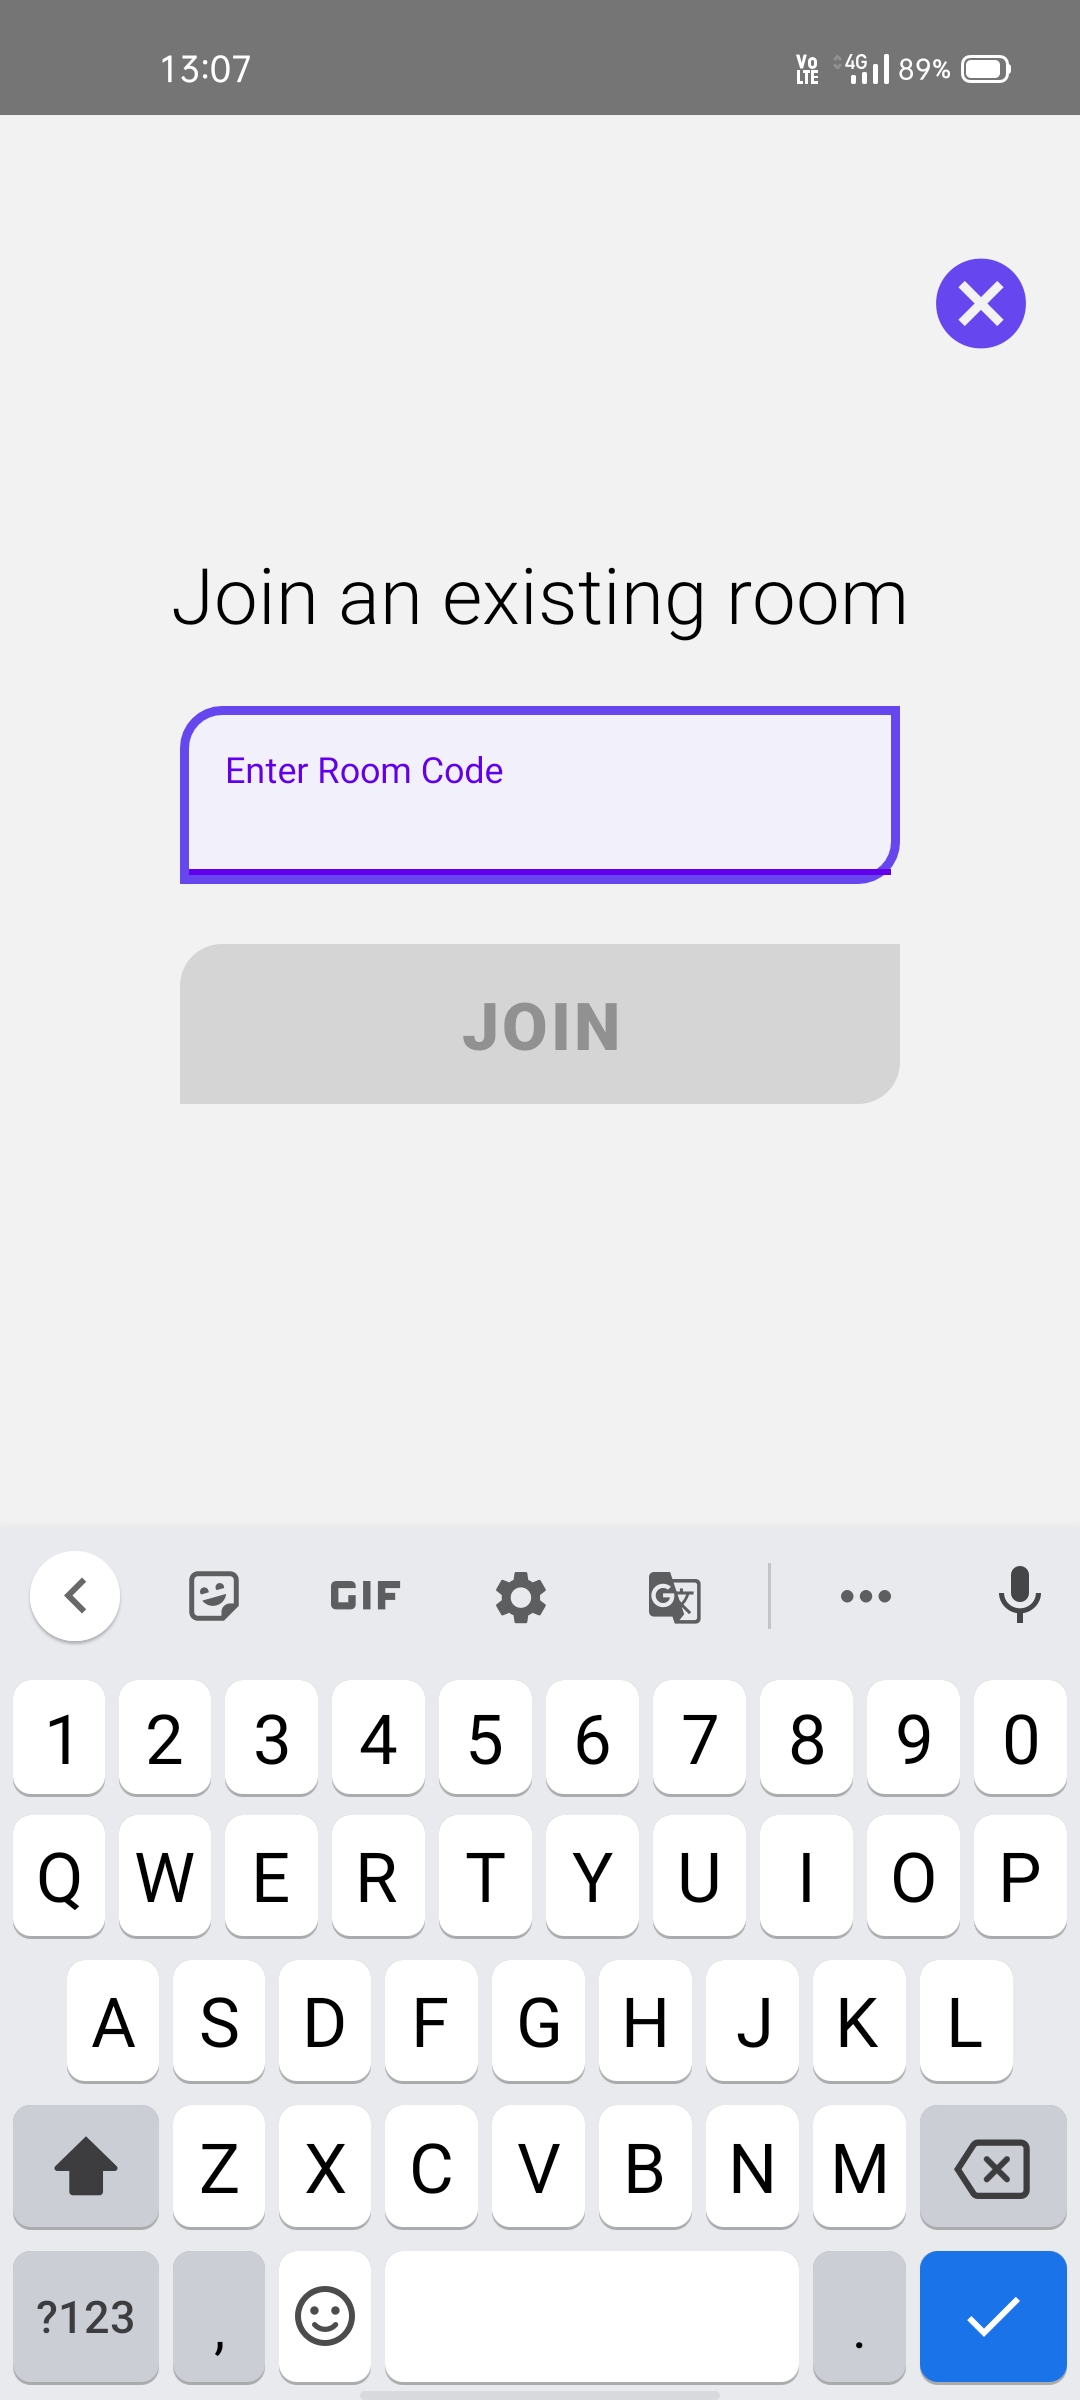 13:07 Vo LTE 4G 89%
Join an existing room
Enter Room Code
JOIN
GIF G 文
1 2 3 4 5 6 7 8 9 0
Q W E R T Y U I O P
A S D F G H J K L
Z X C V B N M
?123 , .